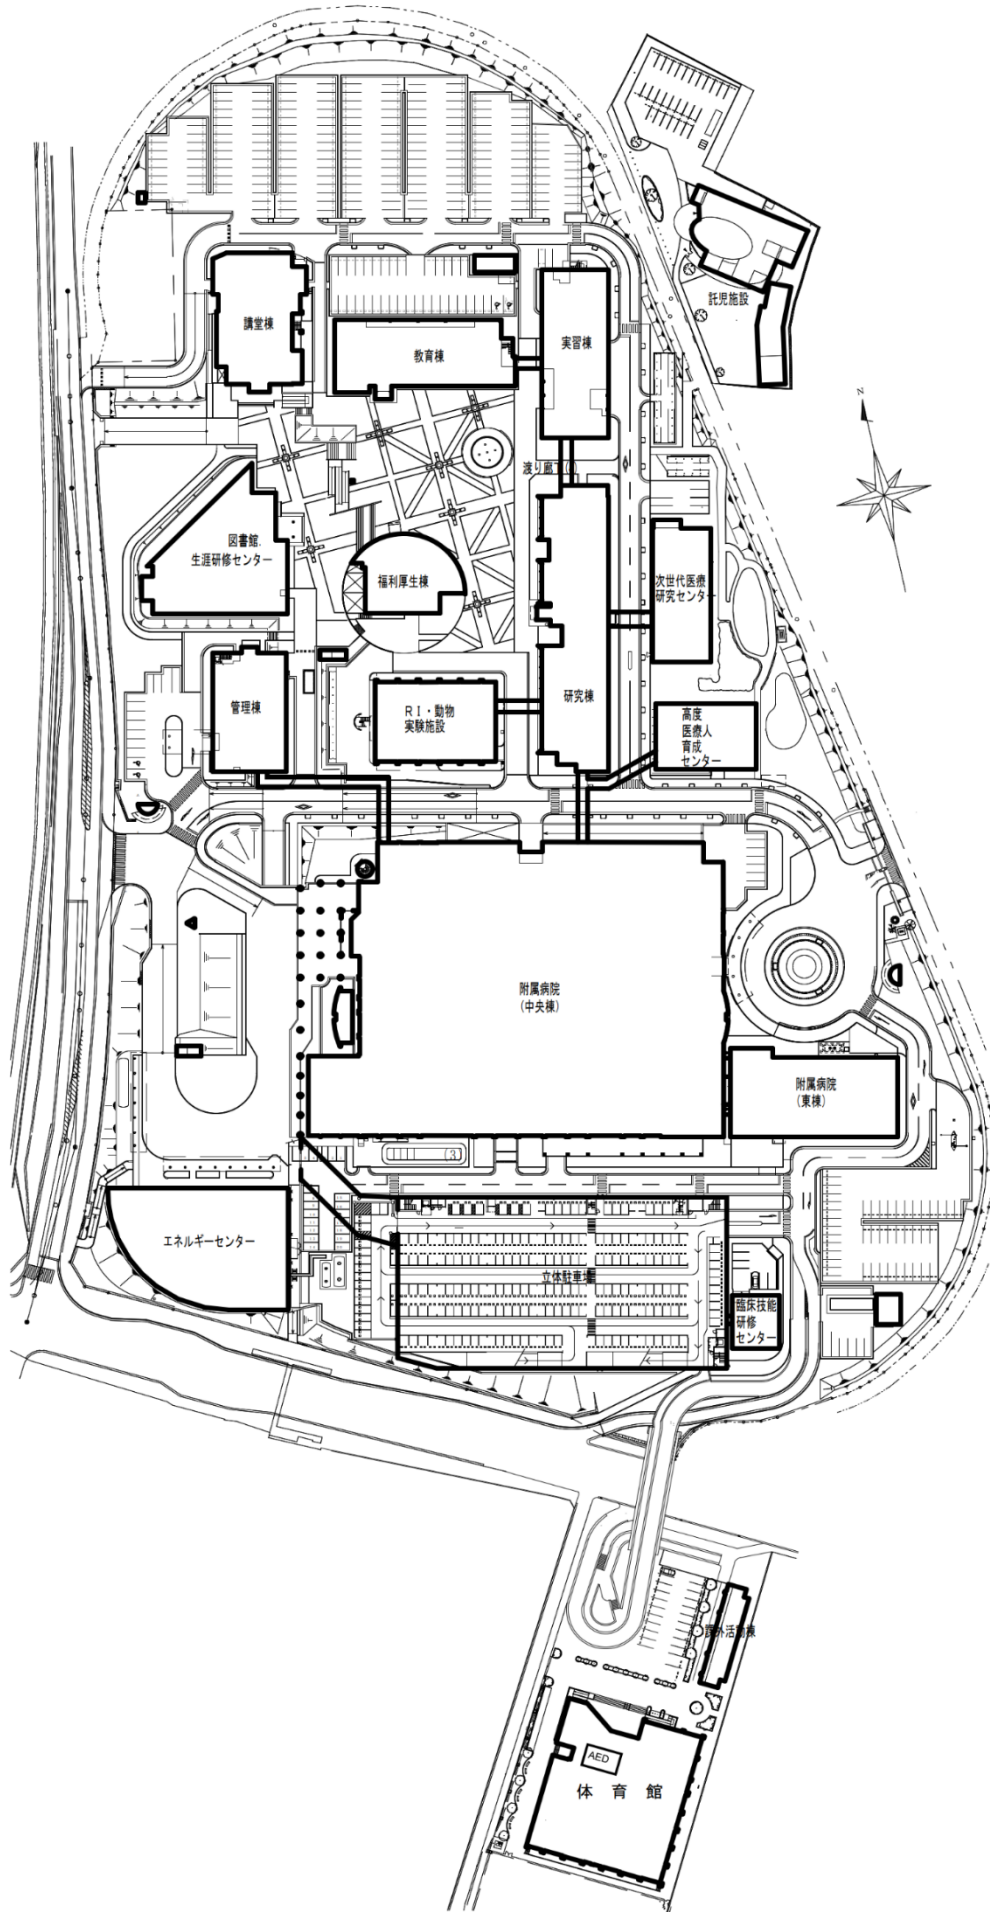 託児施設
講堂棟
教育棟
実習棟
N
渡り廊下
図書館.
生涯研修センター
福利厚生棟
次世代医療
研究センター
管理棟
RI・動物
実験施設
研究棟
高度
医療人
育成
センター
附属病院
(中央棟)
附属病院
(東棟)
(3)
エネルギーセンター
立体駐車場
臨床技能
研修
センター
課外活動棟
AED
体育館